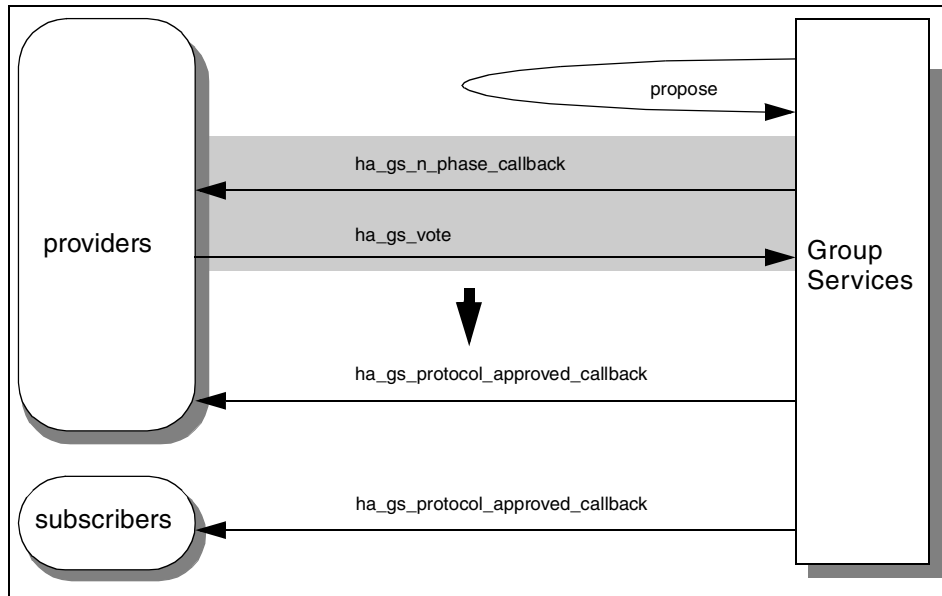 propose
ha_gs_n_phase_callback
providers
ha_gs_vote
Group
Services
ha_gs_protocol_approved_callback
subscribers
ha_gs_protocol_approved_callback